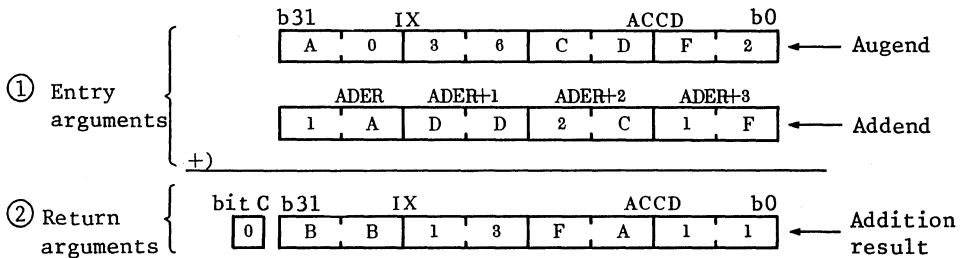 b31 IX ACCD b0
A 0 3 6 C D F 2 Augend
① Entry arguments
ADER ADER+1 ADER+2 ADER+3
1 A D D 2 C 1 F Addend
+)
bit C b31 IX ACCD b0
② Return arguments
0 B B 1 3 F A 1 1 Addition result